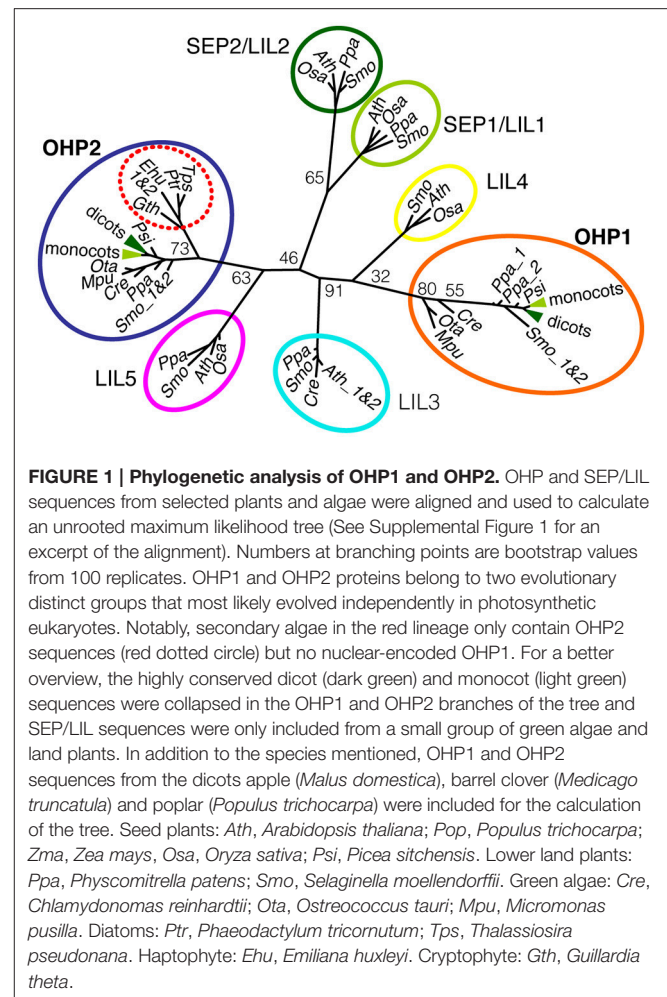 SEP2/LIL2
Ath
Osa
Ppa
Smo
SEP1/LIL1
Ath
Osa
Ppa
Smo
65
OHP2
Ehu
1&2
Tps
Ptr
Gth
dicots
monocots
Psi
73
Ota
Mpu
Cre
Ppa
Smo_1&2
LIL4
Smo
Ath
Osa
OHP1
Ppa_1
Ppa_2
Psi
monocots
dicots
Smo_1&2
46
63
91
32
80
55
Cre
Ota
Mpu
LIL5
Ppa
Smo
Ath
Osa
LIL3
Ppa
Smo
Cre
Ath_1&2
FIGURE 1 | Phylogenetic analysis of OHP1 and OHP2. OHP and SEP/LIL
sequences from selected plants and algae were aligned and used to calculate
an unrooted maximum likelihood tree (See Supplemental Figure 1 for an
excerpt of the alignment). Numbers at branching points are bootstrap values
from 100 replicates. OHP1 and OHP2 proteins belong to two evolutionary
distinct groups that most likely evolved independently in photosynthetic
eukaryotes. Notably, secondary algae in the red lineage only contain OHP2
sequences (red dotted circle) but no nuclear-encoded OHP1. For a better
overview, the highly conserved dicot (dark green) and monocot (light green)
sequences were collapsed in the OHP1 and OHP2 branches of the tree and
SEP/LIL sequences were only included from a small group of green algae and
land plants. In addition to the species mentioned, OHP1 and OHP2
sequences from the dicots apple (Malus domestica), barrel clover (Medicago
truncatula) and poplar (Populus trichocarpa) were included for the calculation
of the tree. Seed plants: Ath, Arabidopsis thaliana; Pop, Populus trichocarpa;
Zma, Zea mays, Osa, Oryza sativa; Psi, Picea sitchensis. Lower land plants:
Ppa, Physcomitrella patens; Smo, Selaginella moellendorffii. Green algae: Cre,
Chlamydonomas reinhardtii; Ota, Ostreococcus tauri; Mpu, Micromonas
pusilla. Diatoms: Ptr, Phaeodactylum tricornutum; Tps, Thalassiosira
pseudonana. Haptophyte: Ehu, Emiliana huxleyi. Cryptophyte: Gth, Guillardia
theta.